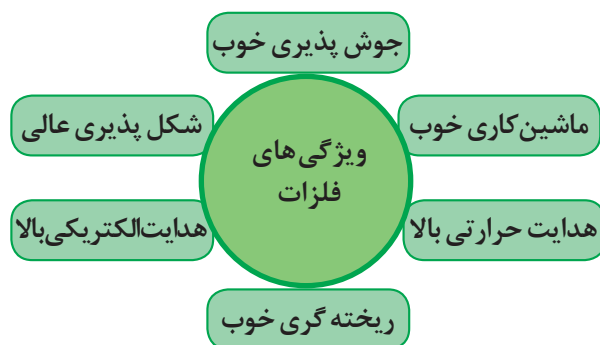 جوش پذیری خوب
ماشین کاری خوب
شکل پذیری عالی
ویژگی های
فلزات
هدایت حرارتی بالا
هدایت الکتریکی بالا
ریخته گری خوب